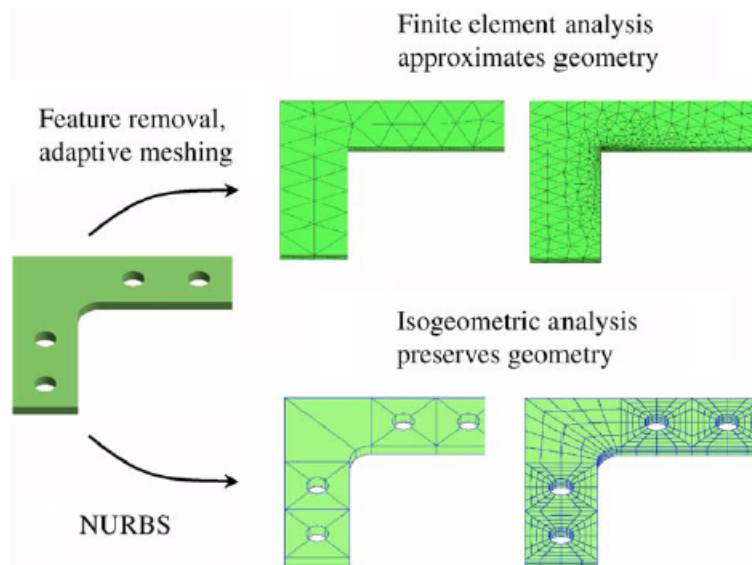 Finite element analysis
approximates geometry
Feature removal,
adaptive meshing
Isogeometric analysis
preserves geometry
NURBS